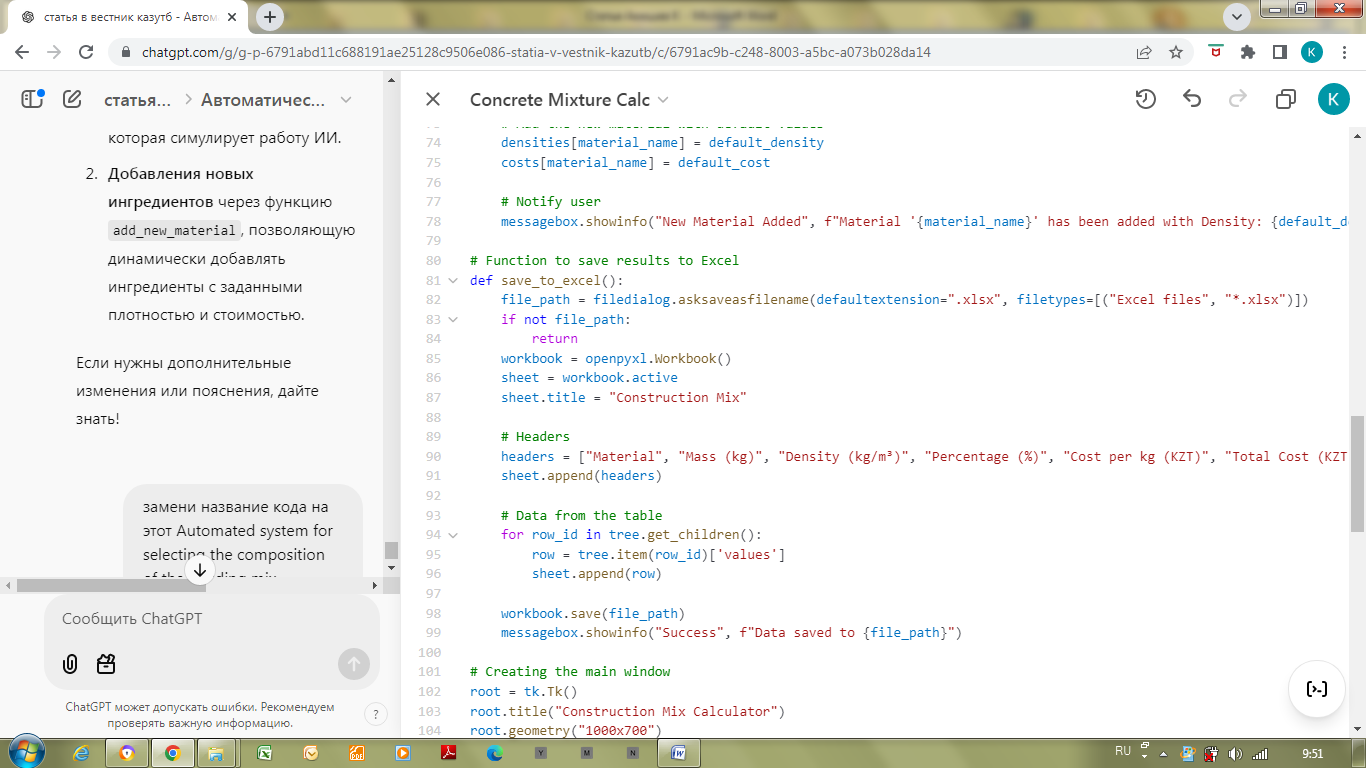 статья в вестник казутб - Автом
Статья Акишев К - Microsoft Word
chatgpt.com/g/g-p-6791abd11c688191ae25128c9506e086-statia-v-vestnik-kazutb/c/6791ac9b-c248-8003-a5bc-a073b028da14
K
статья... > Автоматичес...
которая симулирует работу ИИ.
2. Добавления новых
ингредиентов через функцию
add_new_material, позволяющую
динамически добавлять
ингредиенты с заданными
плотностью и стоимостью.
Если нужны дополнительные
изменения или пояснения, дайте
знать!
замени название кода на
этот Automated system for
selecting the composition
Сообщить ChatGPT
ChatGPT может допускать ошибки. Рекомендуем
проверять важную информацию.
?
Concrete Mixture Calc
K
# Add the new material with default values
74 densities[material_name] = default_density
75 costs[material_name] = default_cost
76
77 # Notify user
78 messagebox.showinfo("New Material Added", f"Material '{material_name}' has been added with Density: {default_de
79
80 # Function to save results to Excel
81 def save_to_excel():
82 file_path = filedialog.asksaveasfilename(defaultextension=".xlsx", filetypes=[("Excel files", "*.xlsx")])
83 if not file_path:
84 return
85 workbook = openpyxl.Workbook()
86 sheet = workbook.active
87 sheet.title = "Construction Mix"
88
89 # Headers
90 headers = ["Material", "Mass (kg)", "Density (kg/m³)", "Percentage (%)", "Cost per kg (KZT)", "Total Cost (KZT
91 sheet.append(headers)
92
93 # Data from the table
94 for row_id in tree.get_children():
95 row = tree.item(row_id)['values']
96 sheet.append(row)
97
98 workbook.save(file_path)
99 messagebox.showinfo("Success", f"Data saved to {file_path}")
100
101 # Creating the main window
102 root = tk.Tk()
103 root.title("Construction Mix Calculator")
104 root.geometry("1000x700")
Y
M
N
RU
9:51